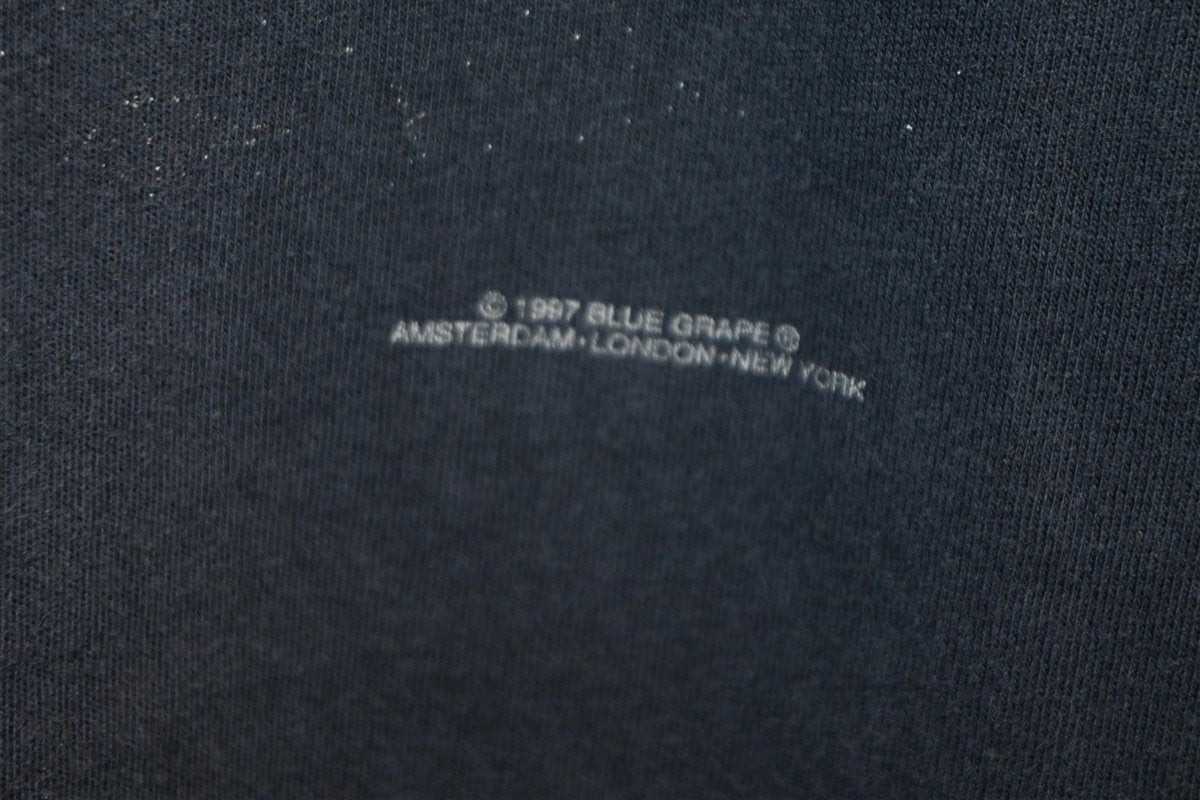 © 1997 BLUE GRAPE ®
AMSTERDAM · LONDON · NEW YORK